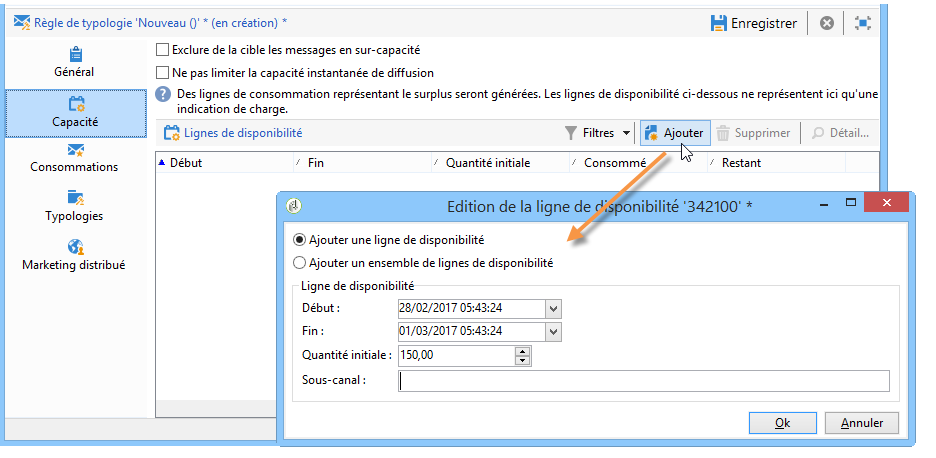 Règle de typologie 'Nouveau ()' * (en création) *
Enregistrer
Général
Capacité
Consommations
Typologies
Marketing distribué
Exclure de la cible les messages en sur-capacité
Ne pas limiter la capacité instantanée de diffusion
Des lignes de consommation représentant le surplus seront générées. Les lignes de disponibilité ci-dessous ne représentent ici qu'une
indication de charge.
Lignes de disponibilité
Filtres
Ajouter
Supprimer
Détail...
Début
Fin
Quantité initiale
Consommé
Restant
Edition de la ligne de disponibilité '342100' *
Ajouter une ligne de disponibilité
Ajouter un ensemble de lignes de disponibilité
Ligne de disponibilité
Début : 28/02/2017 05:43:24
Fin : 01/03/2017 05:43:24
Quantité initiale : 150,00
Sous-canal :
Ok
Annuler